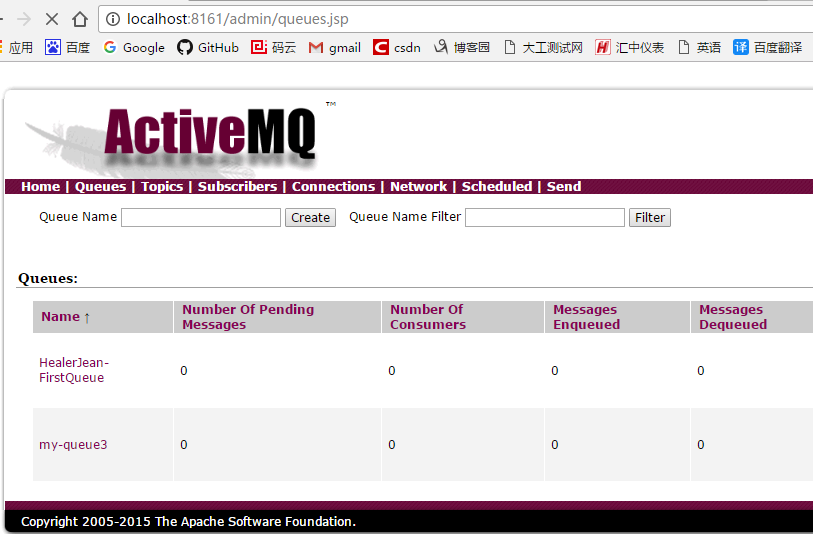 localhost:8161/admin/queues.jsp
应用 百度 Google GitHub 码云 gmail csdn 博客园 大工测试网 汇中仪表 英语 译 百度翻译
ActiveMQ ™
Home | Queues | Topics | Subscribers | Connections | Network | Scheduled | Send
Queue Name Create Queue Name Filter Filter
Queues:
Name ↑ Number Of Pending Messages Number Of Consumers Messages Enqueued Messages Dequeued
HealerJean-FirstQueue 0 0 0 0
my-queue3 0 0 0 0
Copyright 2005-2015 The Apache Software Foundation.